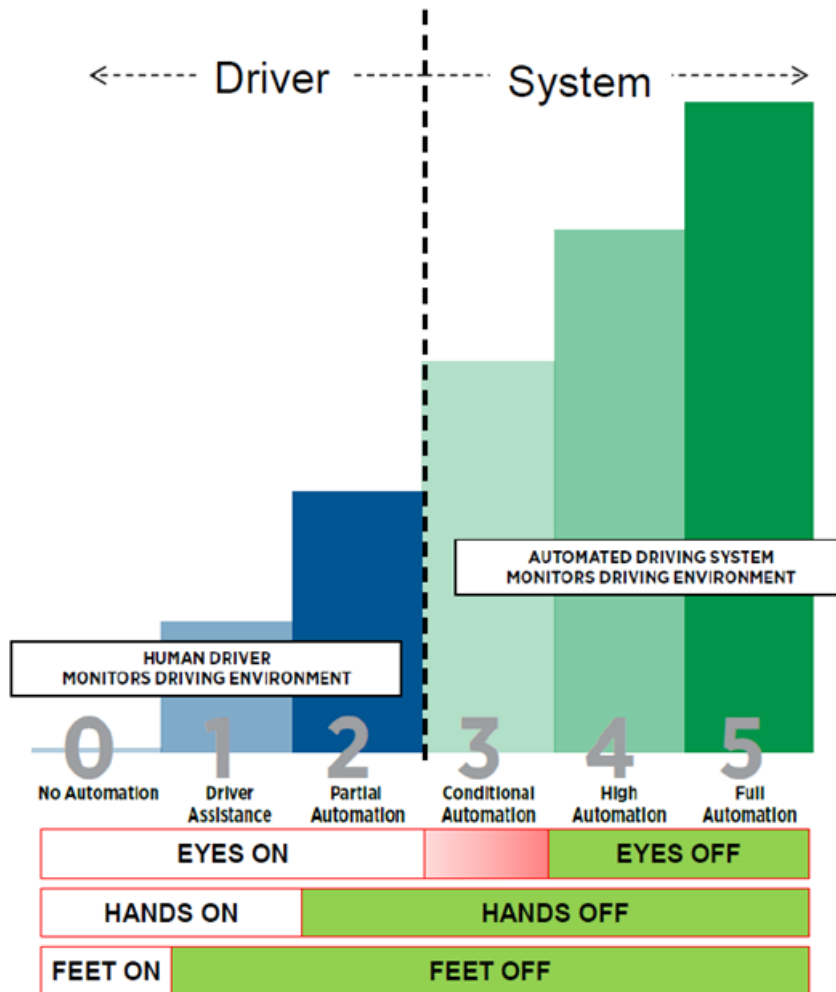 Driver
System
AUTOMATED DRIVING SYSTEM
MONITORS DRIVING ENVIRONMENT
HUMAN DRIVER
MONITORS DRIVING ENVIRONMENT
0
No Automation
1
Driver
Assistance
2
Partial
Automation
3
Conditional
Automation
4
High
Automation
5
Full
Automation
EYES ON
EYES OFF
HANDS ON
HANDS OFF
FEET ON
FEET OFF